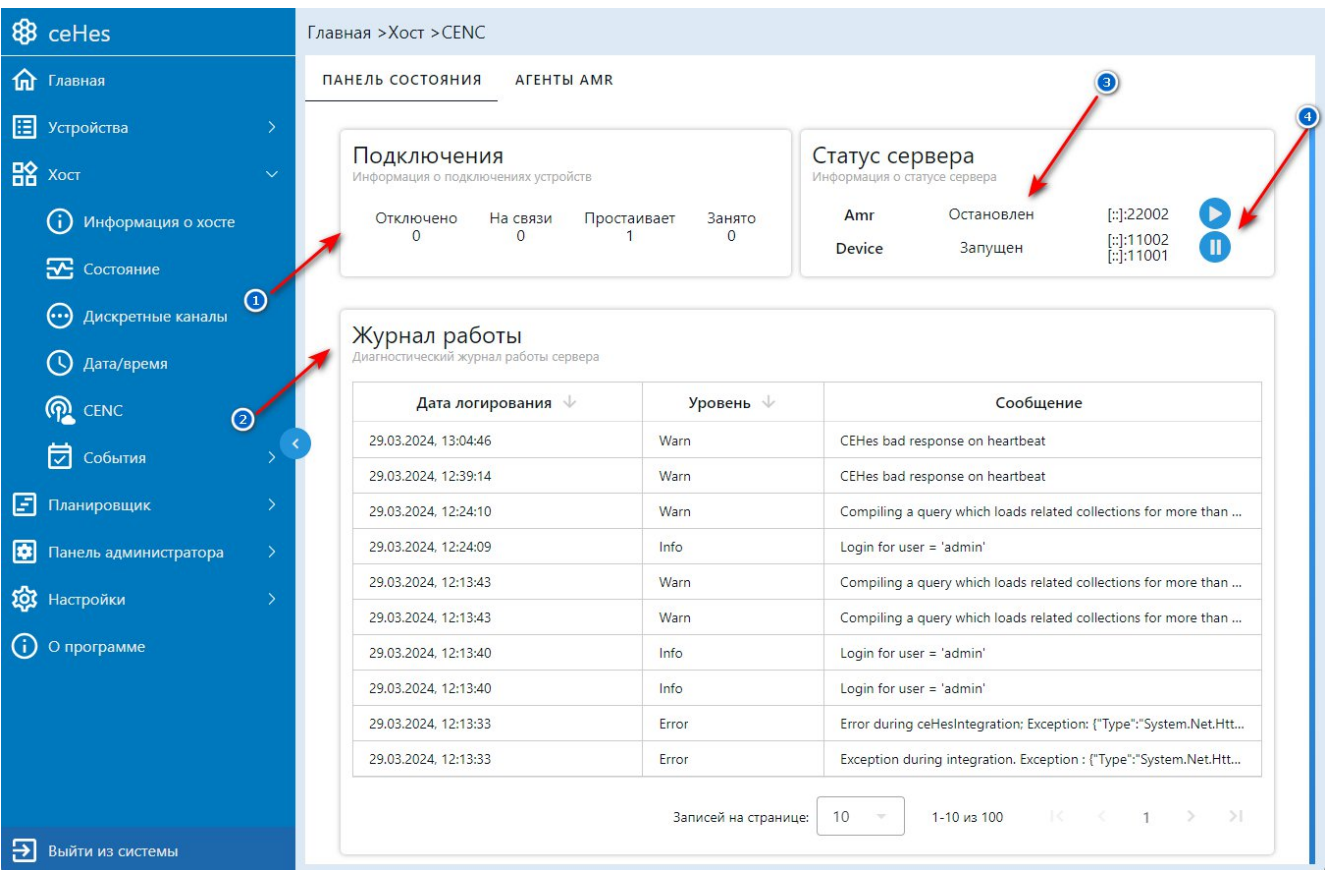 ceHes
Главная
Устройства
Хост
Информация о хосте
Состояние
Дискретные каналы
Дата/время
CENC
События
Планировщик
Панель администратора
Настройки
О программе
Выйти из системы
Главная >Хост >CENC
ПАНЕЛЬ СОСТОЯНИЯ АГЕНТЫ AMR
Подключения
Информация о подключениях устройств
Отключено На связи Простаивает Занято
0 0 1 0
1
Статус сервера
Информация о статусе сервера
Amr Остановлен [::]:22002
Device Запущен [::]:11002
[::]:11001
3
4
Журнал работы
Диагностический журнал работы сервера
2
Дата логирования Уровень Сообщение
29.03.2024, 13:04:46 Warn CEHes bad response on heartbeat
29.03.2024, 12:39:14 Warn CEHes bad response on heartbeat
29.03.2024, 12:24:10 Warn Compiling a query which loads related collections for more than ...
29.03.2024, 12:24:09 Info Login for user = 'admin'
29.03.2024, 12:13:43 Warn Compiling a query which loads related collections for more than ...
29.03.2024, 12:13:43 Warn Compiling a query which loads related collections for more than ...
29.03.2024, 12:13:40 Info Login for user = 'admin'
29.03.2024, 12:13:40 Info Login for user = 'admin'
29.03.2024, 12:13:33 Error Error during ceHesIntegration; Exception: {"Type":"System.Net.Htt...
29.03.2024, 12:13:33 Error Exception during integration. Exception : {"Type":"System.Net.Htt...
Записей на странице: 10 1-10 из 100 1